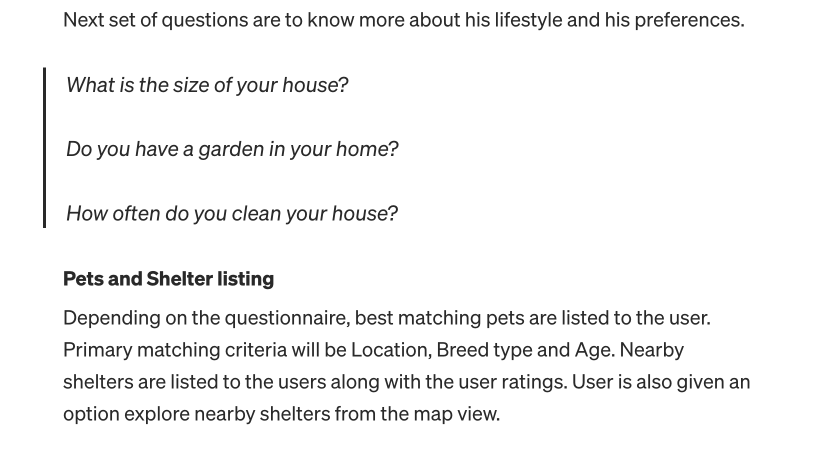 Next set of questions are to know more about his lifestyle and his preferences.
What is the size of your house?
Do you have a garden in your home?
How often do you clean your house?
Pets and Shelter listing
Depending on the questionnaire, best matching pets are listed to the user.
Primary matching criteria will be Location, Breed type and Age. Nearby
shelters are listed to the users along with the user ratings. User is also given an
option explore nearby shelters from the map view.